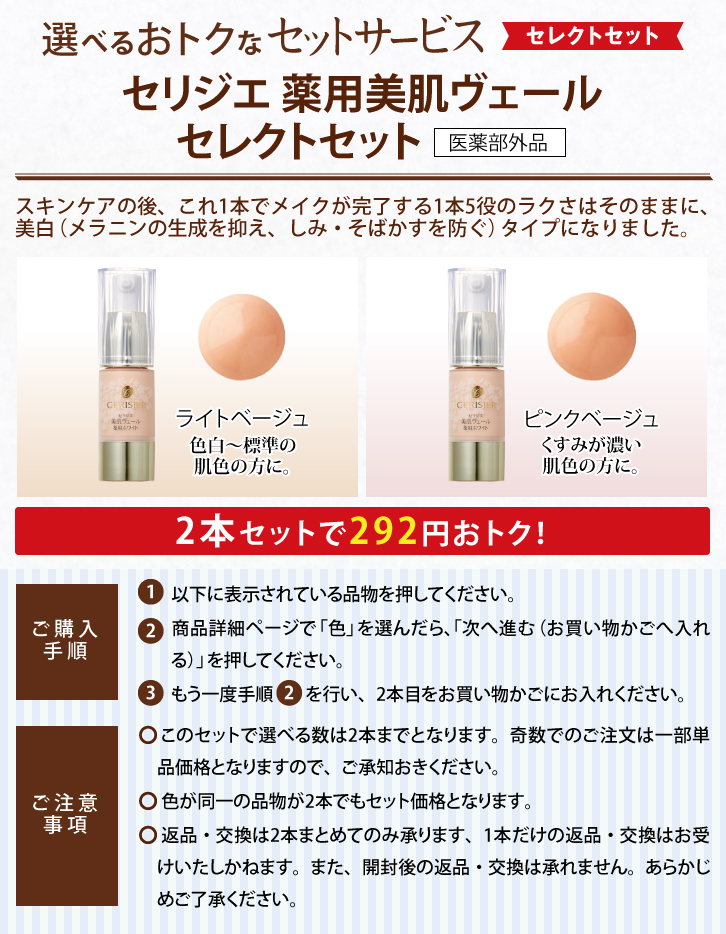 選べるおトクなセットサービス セレクトセット
セリジエ 薬用美肌ヴェール
セレクトセット 医薬部外品
スキンケアの後、これ1本でメイクが完了する1本5役のラクさはそのままに、
美白（メラニンの生成を抑え、しみ・そばかすを防ぐ）タイプになりました。
CERISIER
セリジエ
美肌ヴェール
薬用ホワイト
ライトベージュ
色白～標準の
肌色の方に。
CERISIER
セリジエ
美肌ヴェール
薬用ホワイト
ピンクベージュ
くすみが濃い
肌色の方に。
2本セットで292円おトク!
ご購入
手順
1 以下に表示されている品物を押してください。
2 商品詳細ページで「色」を選んだら、「次へ進む（お買い物かごへ入れ
る）」を押してください。
3 もう一度手順2を行い、2本目をお買い物かごにお入れください。
ご注意
事項
○このセットで選べる数は2本までとなります。奇数でのご注文は一部単
品価格となりますので、ご承知おきください。
○色が同一の品物が2本でもセット価格となります。
○返品・交換は2本まとめてのみ承ります、1本だけの返品・交換はお受
けいたしかねます。また、開封後の返品・交換は承れません。あらかじ
めご了承ください。